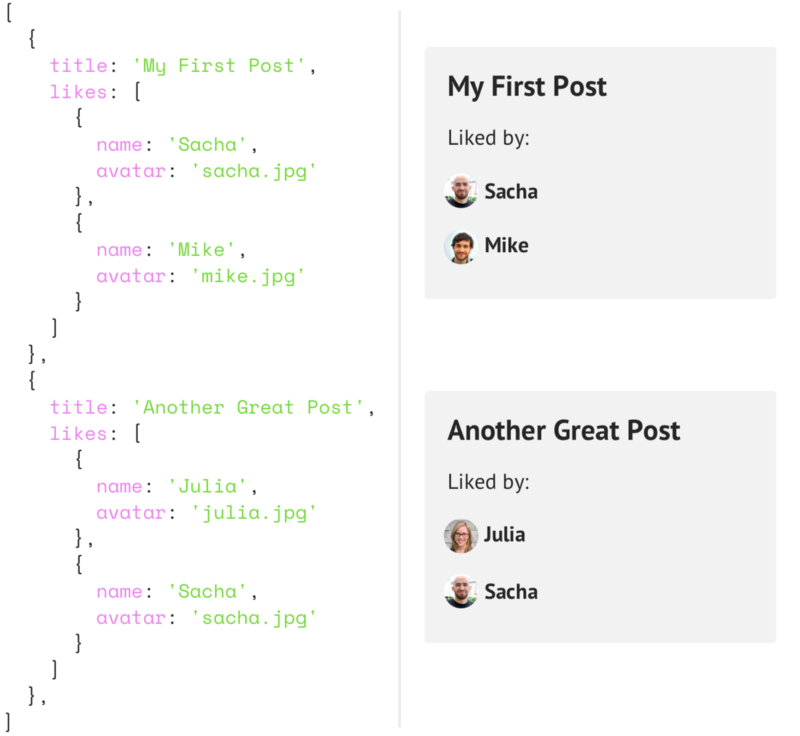 [
  {
    title: 'My First Post',
    likes: [
      {
        name: 'Sacha',
        avatar: 'sacha.jpg'
      },
      {
        name: 'Mike',
        avatar: 'mike.jpg'
      }
    ]
  },
  {
    title: 'Another Great Post',
    likes: [
      {
        name: 'Julia',
        avatar: 'julia.jpg'
      },
      {
        name: 'Sacha',
        avatar: 'sacha.jpg'
      }
    ]
  },
]
My First Post
Liked by:
Sacha
Mike
Another Great Post
Liked by:
Julia
Sacha